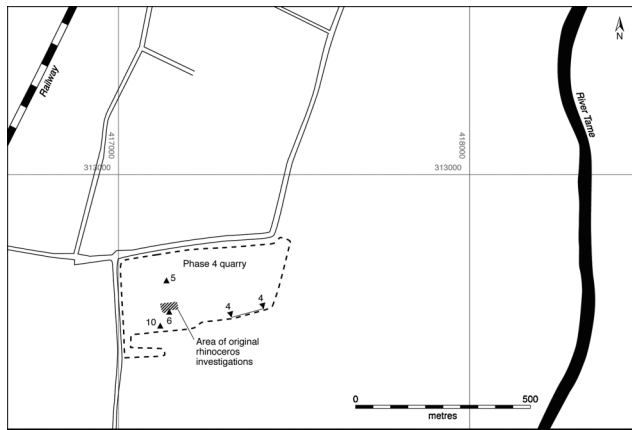 N
Railway
River Tame
417000
313000
418000
313000
Phase 4 quarry
5
4
4
6
10
Area of original
rhinoceros
investigations
0
500
metres